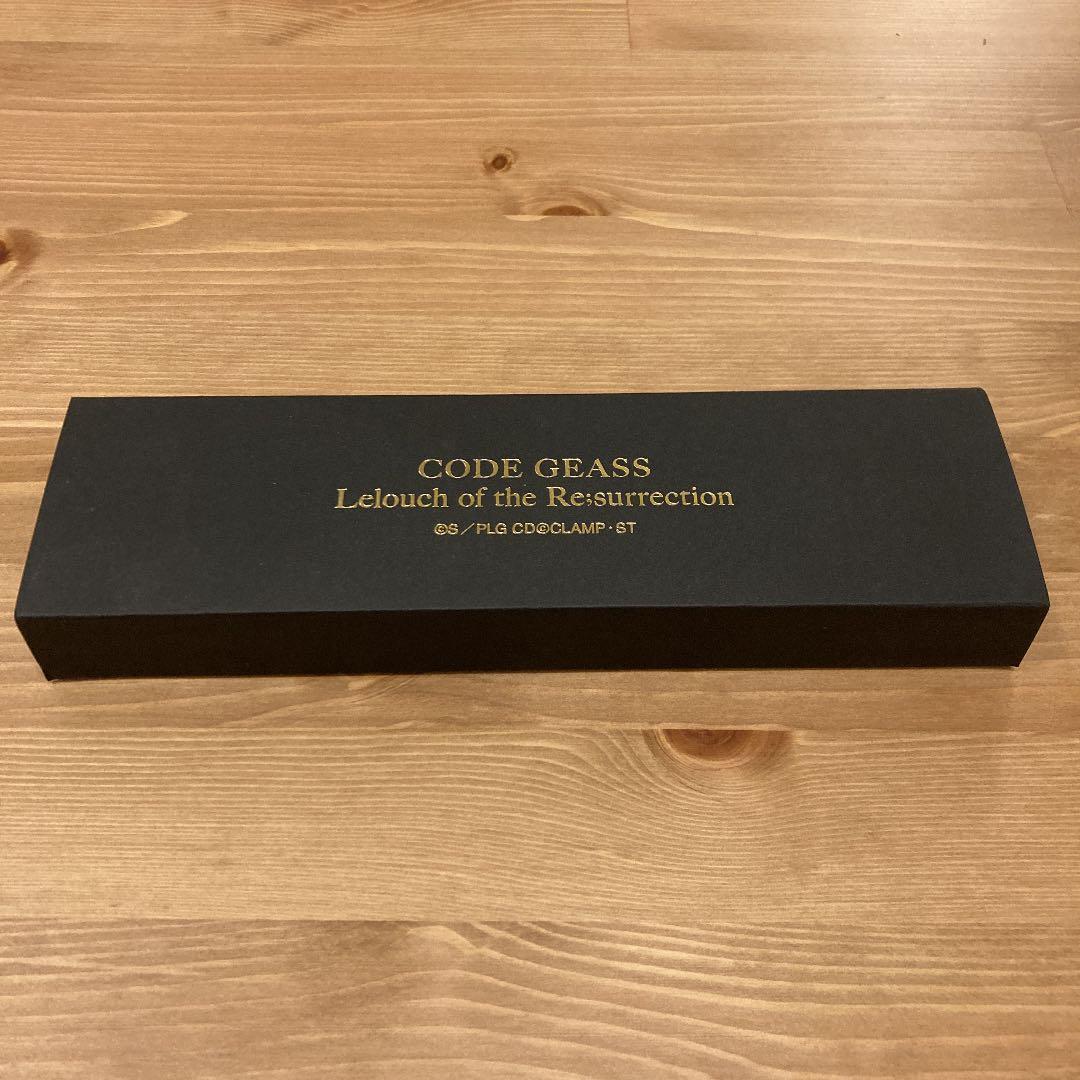 CODE GEASS
Lelouch of the Re;surrection
©S／PLG CD©CLAMP・ST